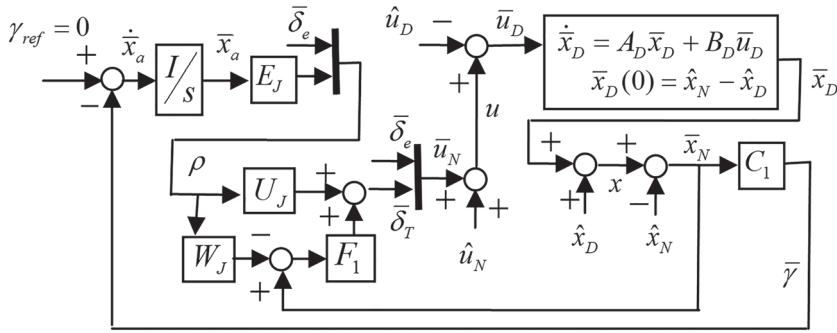 γ_ref = 0
+
−
ẋ̄_a
I/s
x̄_a
E_J
δ̄_e
ρ
U_J
W_J
−
+
F_1
+
+
δ̄_e
δ̄_T
ū_N
+
+
û_N
u
+
û_D
−
ū_D
ẋ̄_D = A_D x̄_D + B_D ū_D
x̄_D(0) = x̂_N − x̂_D
x̄_D
+
+
x̂_D
x
+
−
x̂_N
x̄_N
C_1
γ̄